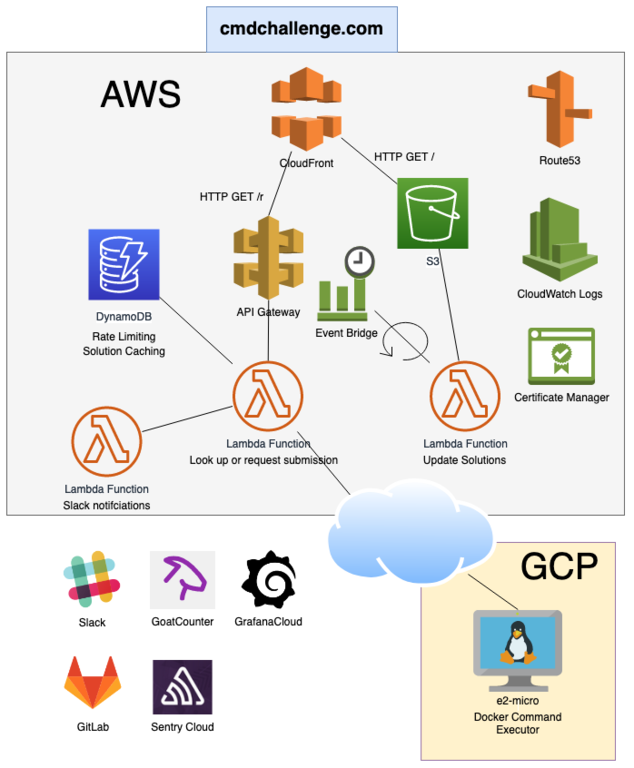 cmdchallenge.com
AWS
CloudFront
Route53
HTTP GET /
HTTP GET /r
S3
API Gateway
CloudWatch Logs
DynamoDB
Rate Limiting
Solution Caching
Event Bridge
Certificate Manager
Lambda Function
Look up or request submission
Lambda Function
Update Solutions
Lambda Function
Slack notifciations
GCP
Slack
GoatCounter
GrafanaCloud
e2-micro
Docker Command
Executor
GitLab
Sentry Cloud